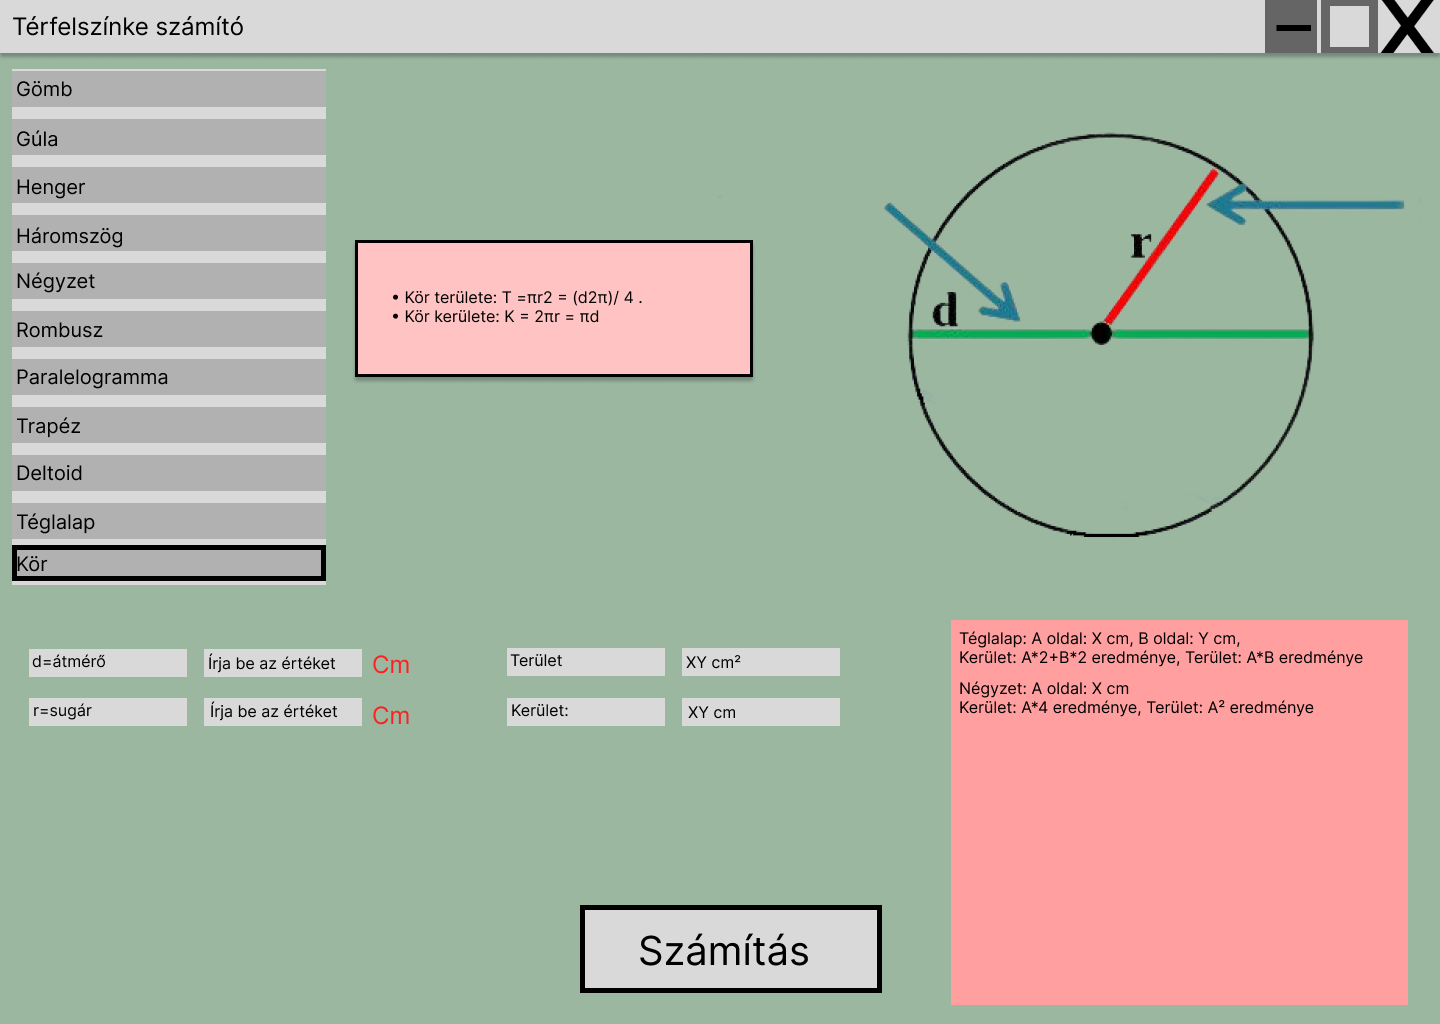 Térfelszínke számító
X
Gömb
Gúla
Henger
Háromszög
Négyzet
Rombusz
Paralelogramma
Trapéz
Deltoid
Téglalap
Kör
• Kör területe: T =πr2 = (d2π)/ 4 .
• Kör kerülete: K = 2πr = πd
r
d
d=átmérő
Írja be az értéket
Cm
r=sugár
Írja be az értéket
Cm
Terület
XY cm²
Kerület:
XY cm
Téglalap: A oldal: X cm, B oldal: Y cm,
Kerület: A*2+B*2 eredménye, Terület: A*B eredménye
Négyzet: A oldal: X cm
Kerület: A*4 eredménye, Terület: A² eredménye
Számítás